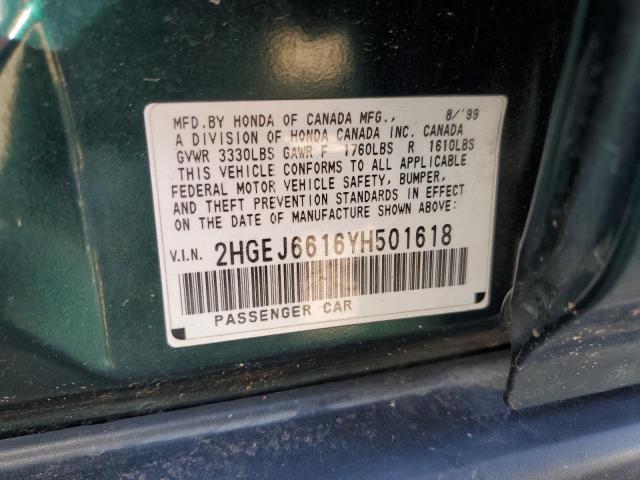 MFD.BY HONDA OF CANADA MFG., 8/'99
A DIVISION OF HONDA CANADA INC. CANADA
GVWR 3330LBS GAWR F 1760LBS R 1610LBS
THIS VEHICLE CONFORMS TO ALL APPLICABLE
FEDERAL MOTOR VEHICLE SAFETY, BUMPER,
AND THEFT PREVENTION STANDARDS IN EFFECT
ON THE DATE OF MANUFACTURE SHOWN ABOVE:
V.I.N. 2HGEJ6616YH501618
PASSENGER CAR